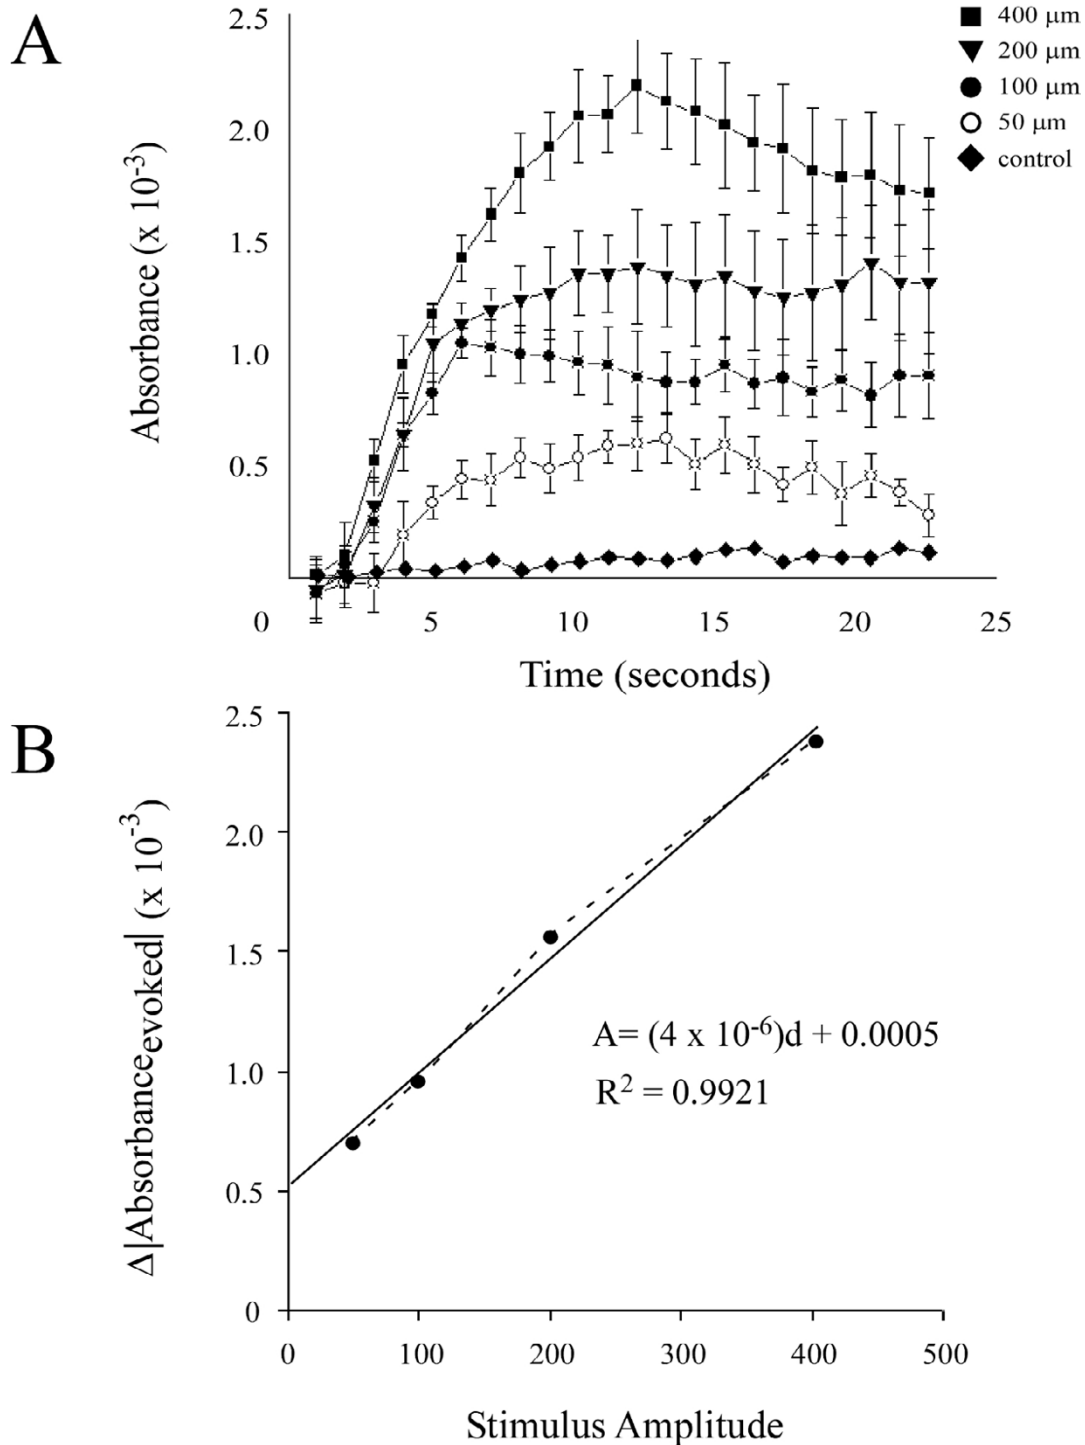 A
2.5
2.0
1.5
1.0
0.5
0
5
10
15
20
25
Absorbance (x 10-3)
Time (seconds)
400 μm
200 μm
100 μm
50 μm
control
B
2.5
2.0
1.5
1.0
0.5
0
0
100
200
300
400
500
Δ|Absorbanceevoked| (x 10-3)
A= (4 x 10-6)d + 0.0005
R2 = 0.9921
Stimulus Amplitude